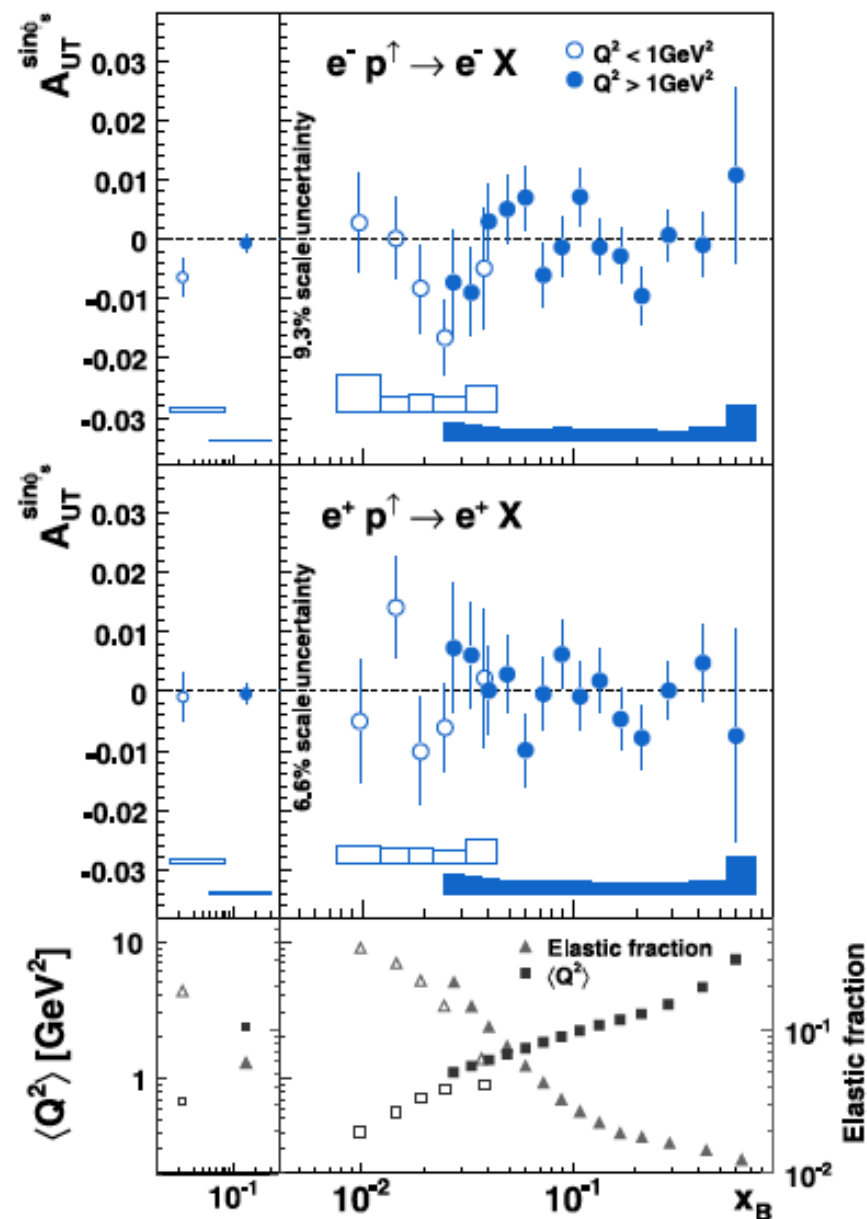 A_UT^sinφ_s
0.03
0.02
0.01
0
-0.01
-0.02
-0.03
9.3% scale uncertainty
e⁻ p↑ → e⁻ X
Q² < 1GeV²
Q² > 1GeV²
A_UT^sinφ_s
0.03
0.02
0.01
0
-0.01
-0.02
-0.03
6.6% scale uncertainty
e⁺ p↑ → e⁺ X
⟨Q²⟩ [GeV²]
10
1
Elastic fraction
⟨Q²⟩
10⁻¹
10⁻²
Elastic fraction
10⁻¹
10⁻²
10⁻¹
x_B